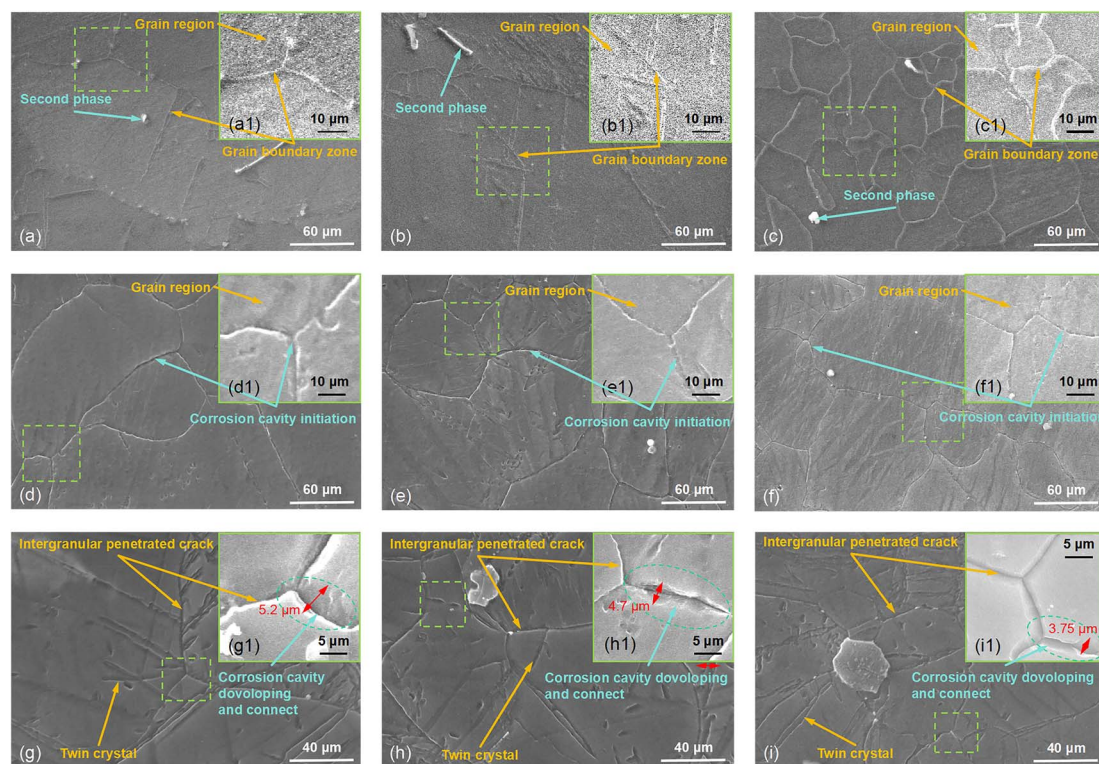 Grain region
Second phase
(a1)
10 µm
Grain boundary zone
(a)
60 µm
Grain region
Second phase
(b1)
10 µm
Grain boundary zone
(b)
60 µm
Grain region
(c1)
10 µm
Grain boundary zone
Second phase
(c)
60 µm
Grain region
10 µm
(d1)
Corrosion cavity initiation
(d)
60 µm
Grain region
10 µm
(e1)
Corrosion cavity initiation
(e)
60 µm
Grain region
10 µm
(f1)
Corrosion cavity initiation
(f)
60 µm
Intergranular penetrated crack
5.2 µm
(g1)
5 µm
Corrosion cavity
dovoloping
and connect
Twin crystal
(g)
40 µm
Intergranular penetrated crack
4.7 µm
(h1)
5 µm
Corrosion cavity dovoloping
and connect
Twin crystal
(h)
40 µm
Intergranular penetrated crack
5 µm
3.75 µm
(i1)
Corrosion cavity dovoloping
and connect
Twin crystal
(i)
40 µm